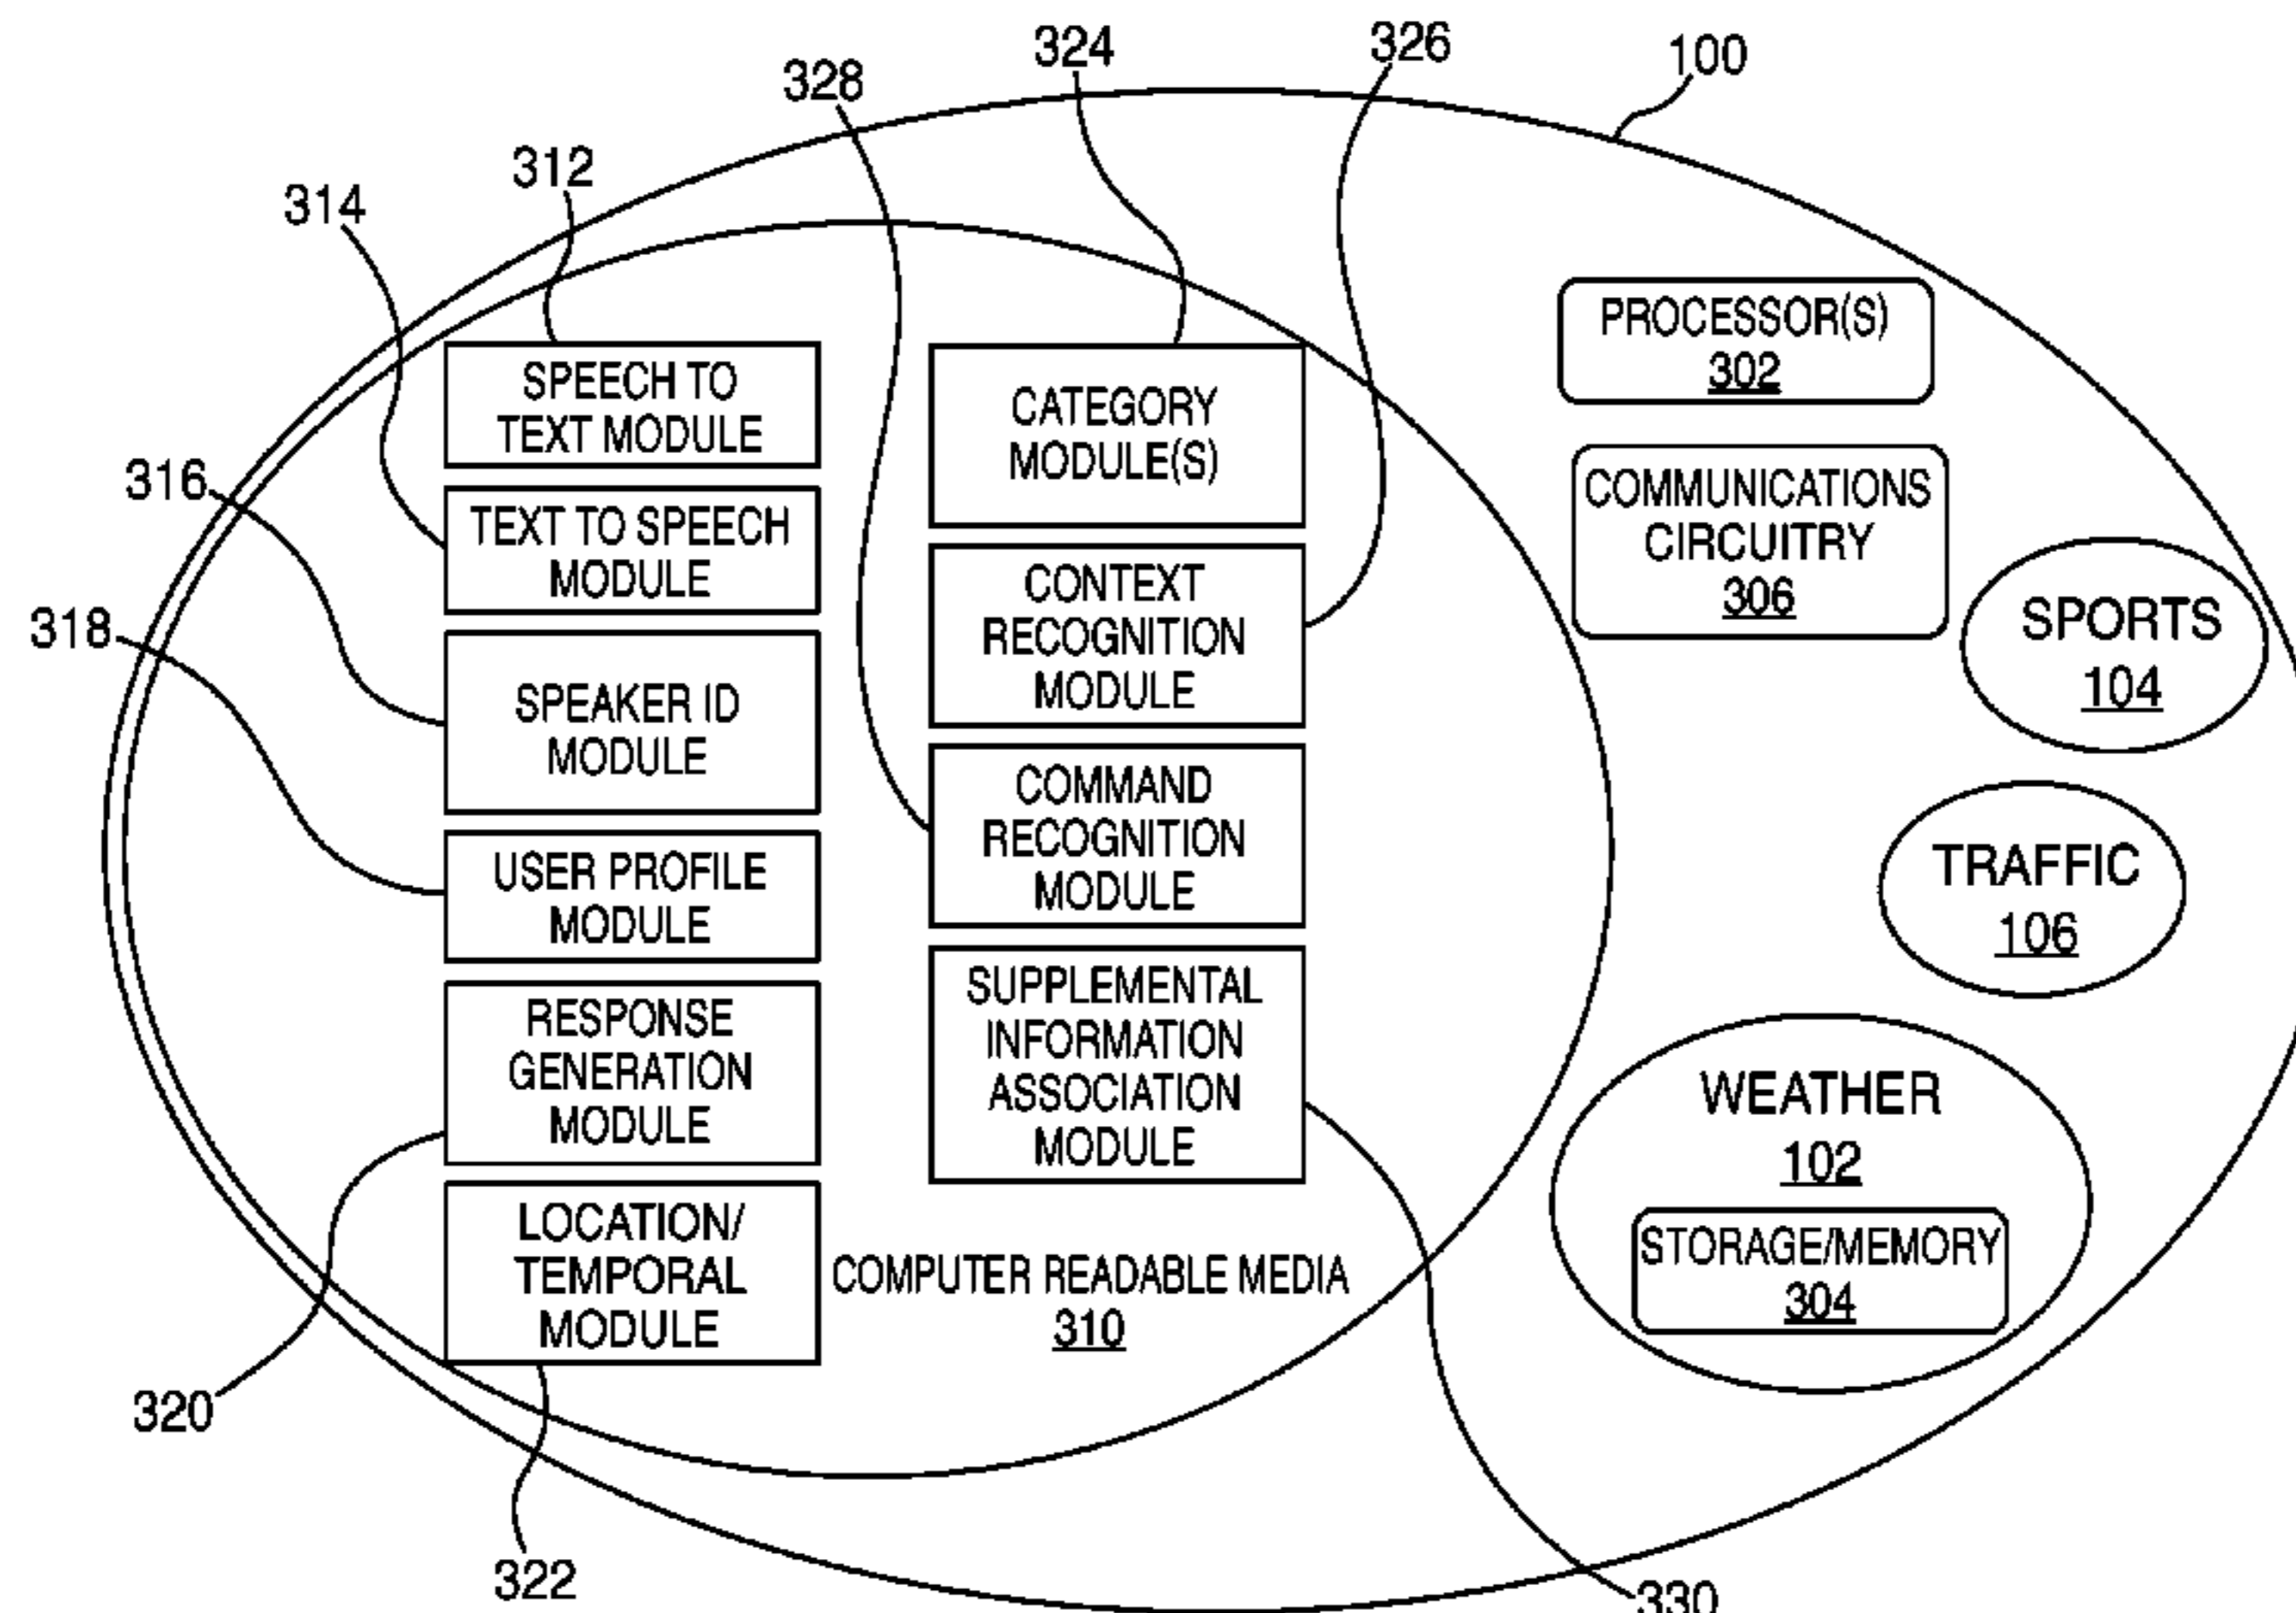 324
326
100
328
312
314
316
318
SPEECH TO
TEXT MODULE
TEXT TO SPEECH
MODULE
SPEAKER ID
MODULE
USER PROFILE
MODULE
RESPONSE
GENERATION
MODULE
LOCATION/
TEMPORAL
MODULE
CATEGORY
MODULE(S)
CONTEXT
RECOGNITION
MODULE
COMMAND
RECOGNITION
MODULE
SUPPLEMENTAL
INFORMATION
ASSOCIATION
MODULE
COMPUTER READABLE MEDIA
310
PROCESSOR(S)
302
COMMUNICATIONS
CIRCUITRY
306
SPORTS
104
TRAFFIC
106
WEATHER
102
STORAGE/MEMORY
304
320
322
330